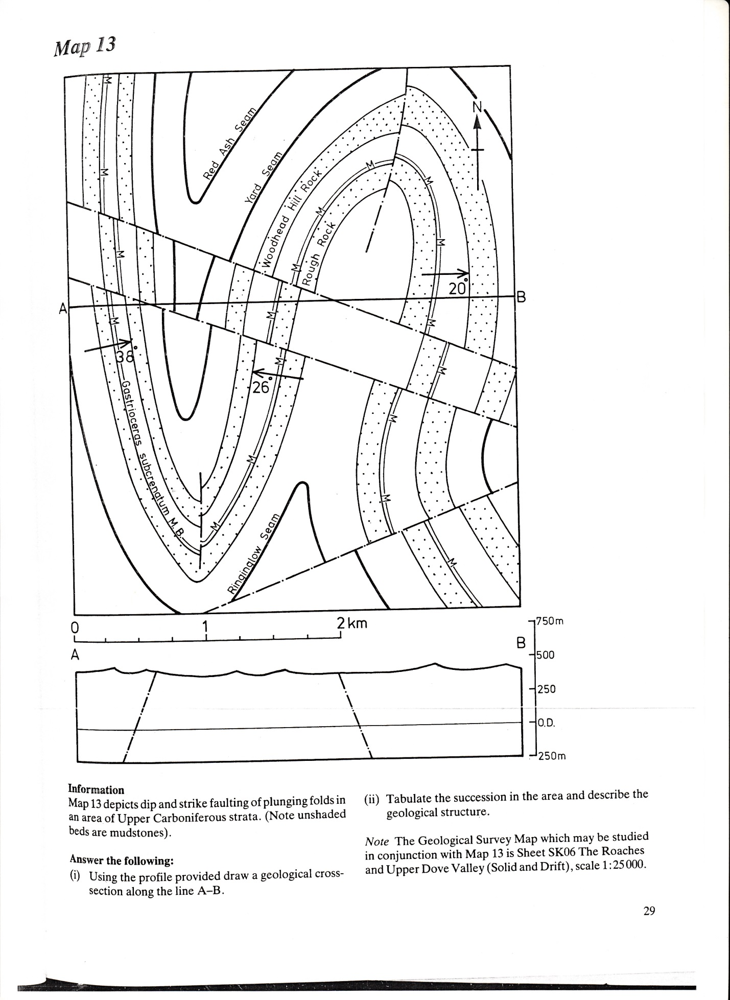 Map 13
M
N
M
Red Ash Seam
Yard Seam
M
M
M
Woodhead Hill Rock
Rough Rock
M
M
M
M
20°
A
B
M
M
M
38°
M
26°
M
Gastrioceras subcrenatum M.B.
M
M
M
M
Ringinglow Seam
M
0
1
2 km
A
B
750m
500
250
O.D.
250m
Information
Map 13 depicts dip and strike faulting of plunging folds in
an area of Upper Carboniferous strata. (Note unshaded
beds are mudstones).
Answer the following:
(i) Using the profile provided draw a geological cross-
section along the line A–B.
(ii) Tabulate the succession in the area and describe the
geological structure.
Note The Geological Survey Map which may be studied
in conjunction with Map 13 is Sheet SK06 The Roaches
and Upper Dove Valley (Solid and Drift), scale 1:25 000.
29